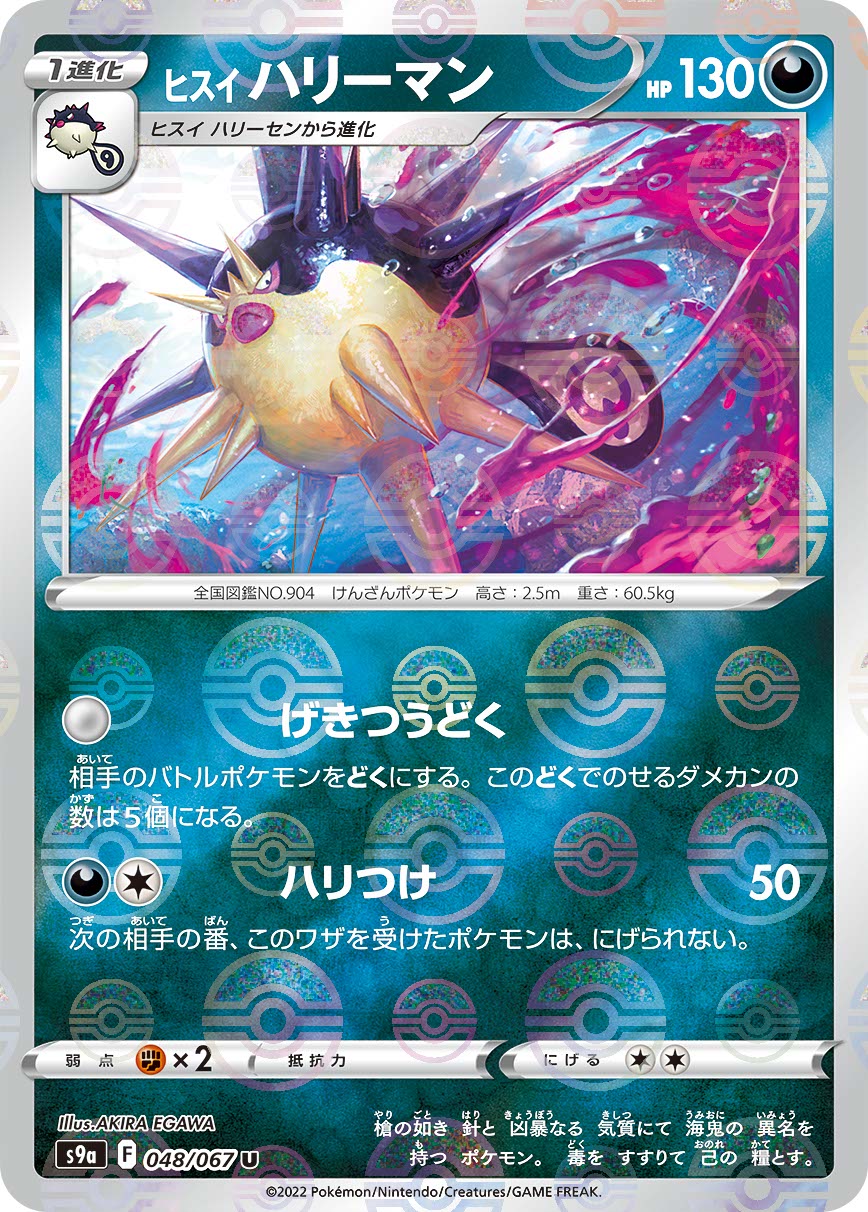 1進化
ヒスイ ハリーマン
HP 130
ヒスイ ハリーセンから進化
全国図鑑NO.904 けんざんポケモン 高さ:2.5m 重さ:60.5kg
げきつうどく
相手のバトルポケモンをどくにする。このどくでのせるダメカンの
数は5個になる。
ハリつけ 50
次の相手の番、このワザを受けたポケモンは、にげられない。
弱点 ×2 抵抗力 にげる
Illus.AKIRA EGAWA
槍の如き 針と 凶暴なる 気質にて 海鬼の 異名を
持つ ポケモン。 毒を すすりて 己の 糧とす。
s9a F 048/067 U
©2022 Pokémon/Nintendo/Creatures/GAME FREAK.